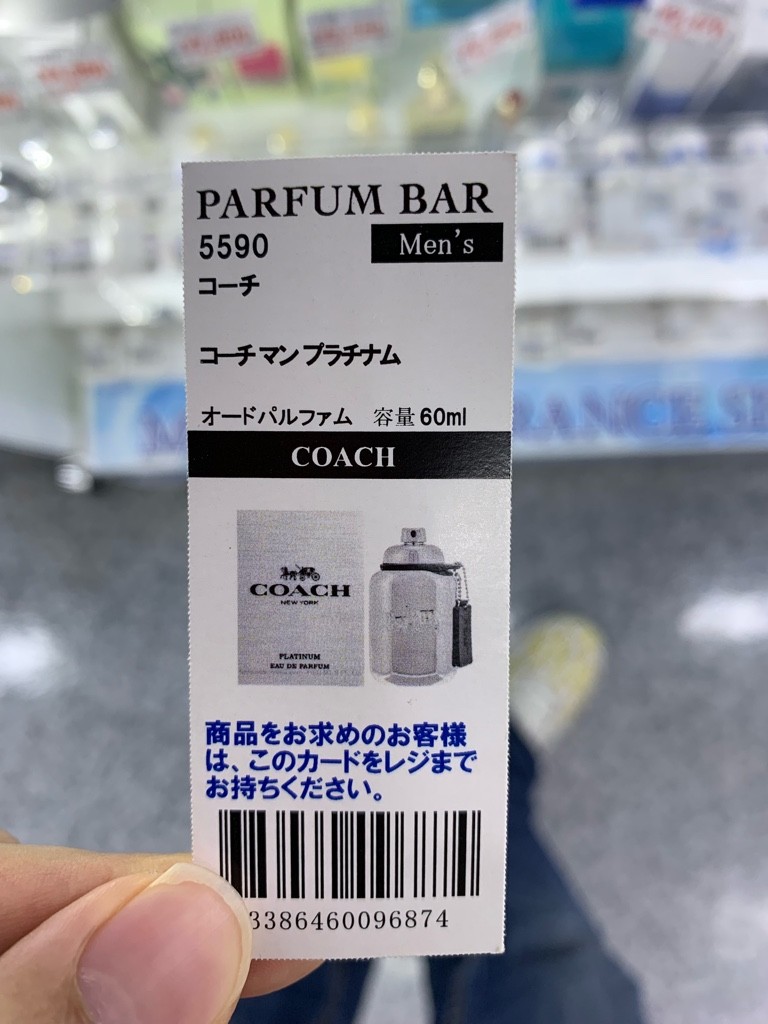 PARFUM BAR
5590 Men's
コーチ
コーチ マン プラチナム
オードパルファム 容量 60ml
COACH
COACH
NEW YORK
PLATINUM
EAU DE PARFUM
商品をお求めのお客様
は、このカードをレジまで
お持ちください。
3386460096874